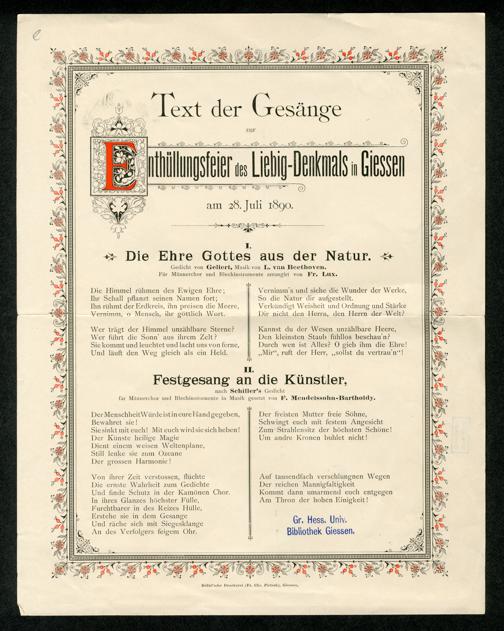 Text der Gesänge
zur
Enthüllungsfeier des Liebig-Denkmals in Giessen
am 28. Juli 1890.
I.
Die Ehre Gottes aus der Natur.
Gedicht von Gellert, Musik von L. van Beethoven.
Für Männerchor und Blechinstrumente arrangirt von Fr. Lux.
Die Himmel rühmen des Ewigen Ehre;
Ihr Schall pflanzt seinen Namen fort;
Ihn rühmt der Erdkreis, ihn preisen die Meere,
Vernimm, o Mensch, ihr göttlich Wort.
Wer trägt der Himmel unzählbare Sterne?
Wer führt die Sonn' aus ihrem Zelt?
Sie kommt und leuchtet und lacht uns von ferne,
Und läuft den Weg gleich als ein Held.
Vernimm's und siehe die Wunder der Werke,
So die Natur dir aufgestellt.
Verkündigt Weisheit und Ordnung und Stärke
Dir nicht den Herrn, den Herrn der Welt?
Kannst du der Wesen unzählbare Heere,
Den kleinsten Staub fühllos beschau'n?
Durch wen ist Alles? O gieb ihm die Ehre!
„Mir", ruft der Herr, „sollst du vertrau'n"!
II.
Festgesang an die Künstler,
nach Schiller's Gedicht
für Männerchor und Blechinstrumente in Musik gesetzt von F. Mendelssohn-Bartholdy.
Der Menschheit Würde ist in eure Hand gegeben,
Bewahret sie!
Sie sinkt mit euch! Mit euch wird sie sich heben!
Der Künste heilige Magie
Dient einem weisen Weltenplane,
Still lenke sie zum Ozeane
Der grossen Harmonie!
Von ihrer Zeit verstossen, flüchte
Die ernste Wahrheit zum Gedichte
Und finde Schutz in der Kamönen Chor.
In ihres Glanzes höchster Fülle,
Furchtbarer in des Reizes Hülle,
Erstehe sie in dem Gesange
Und räche sich mit Siegesklange
An des Verfolgers feigem Ohr.
Der freisten Mutter freie Söhne,
Schwingt euch mit festem Angesicht
Zum Strahlensitz der höchsten Schöne!
Um andre Kronen buhlet nicht!
Auf tausendfach verschlungnen Wegen
Der reichen Mannigfaltigkeit
Kommt dann umarmend euch entgegen
Am Thron der hohen Einigkeit!
Gr. Hess. Univ.
Bibliothek Giessen.
Druckerei (Fr. Chr. Pietsch), Giessen.